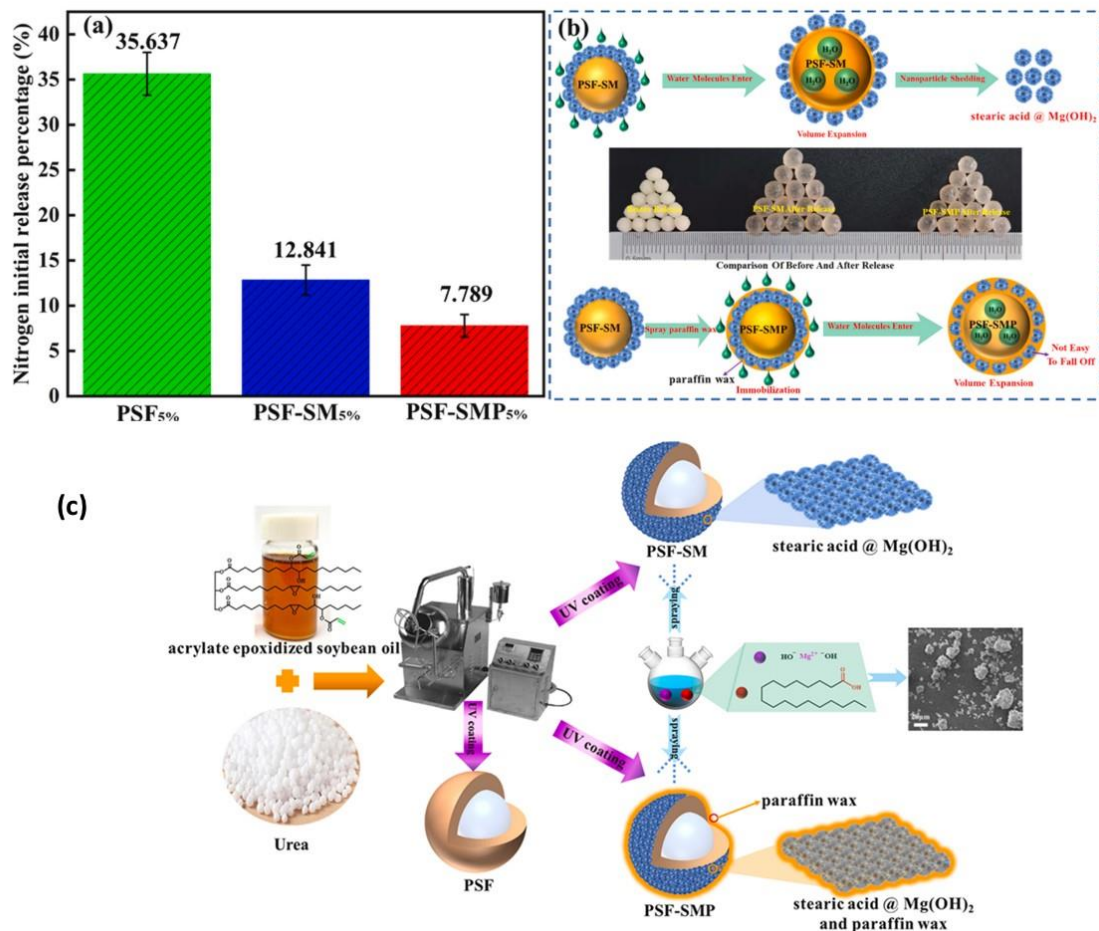 (a)
Nitrogen initial release percentage (%)
40
35
30
25
20
15
10
5
0
35.637
12.841
7.789
PSF5%
PSF-SM5%
PSF-SMP5%
(b)
PSF-SM
Water Molecules Enter
H₂O
PSF-SM
H₂O
H₂O
Volume Expansion
Nanoparticle Shedding
stearic acid @ Mg(OH)₂
Release
PSF-SM After Release
PSF-SMP After Release
Comparison Of Before And After Release
PSF-SM
Spray paraffin wax
PSF-SMP
paraffin wax
Immobilization
Water Molecules Enter
H₂O
PSF-SMP
H₂O
H₂O
Not Easy
To Fall Off
Volume Expansion
(c)
O
O
O
O
O
O
OH
O
O
OH
O
O
acrylate epoxidized soybean oil
Urea
UV coating
UV coating
UV coating
PSF
PSF-SM
stearic acid @ Mg(OH)₂
spraying
spraying
HO⁻ Mg²⁺ ⁻OH
O
OH
20μm
PSF-SMP
paraffin wax
stearic acid @ Mg(OH)₂
and paraffin wax